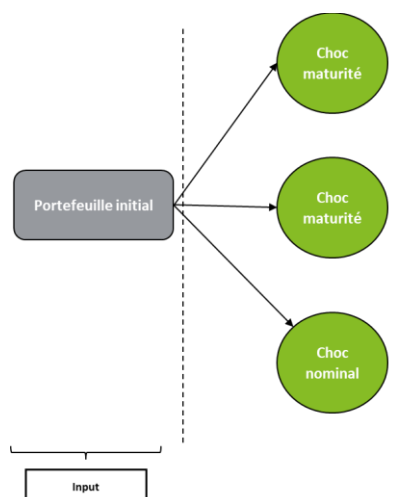 Choc
maturité
Portefeuille initial
Choc
maturité
Choc
nominal
Input